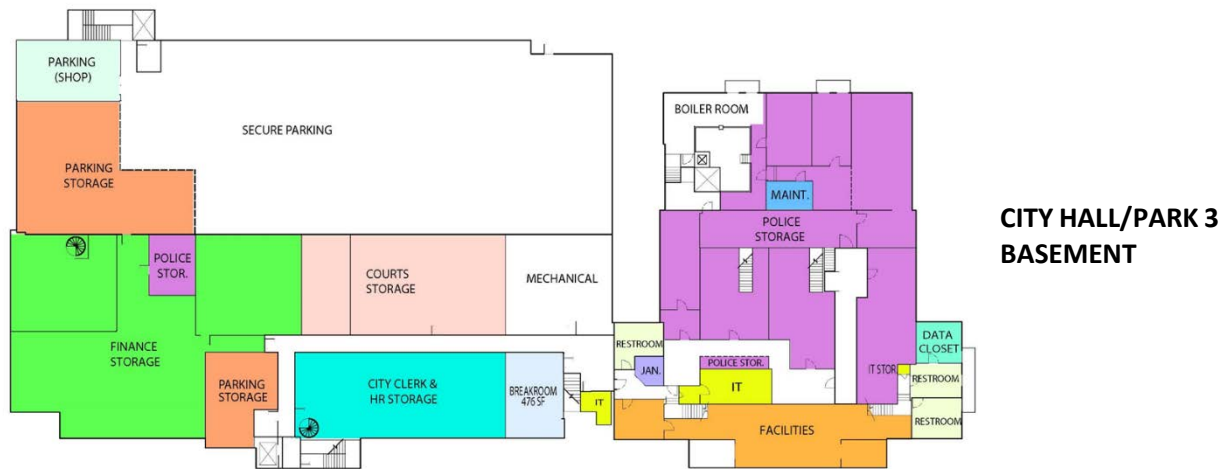 PARKING
(SHOP)
SECURE PARKING
PARKING
STORAGE
BOILER ROOM
MAINT.
POLICE
STORAGE
CITY HALL/PARK 3
BASEMENT
POLICE
STOR.
COURTS
STORAGE
MECHANICAL
FINANCE
STORAGE
RESTROOM
DATA
CLOSET
POLICE STOR.
JAN.
IT STOR.
RESTROOM
PARKING
STORAGE
CITY CLERK &
HR STORAGE
BREAKROOM
476 SF
IT
IT
RESTROOM
FACILITIES